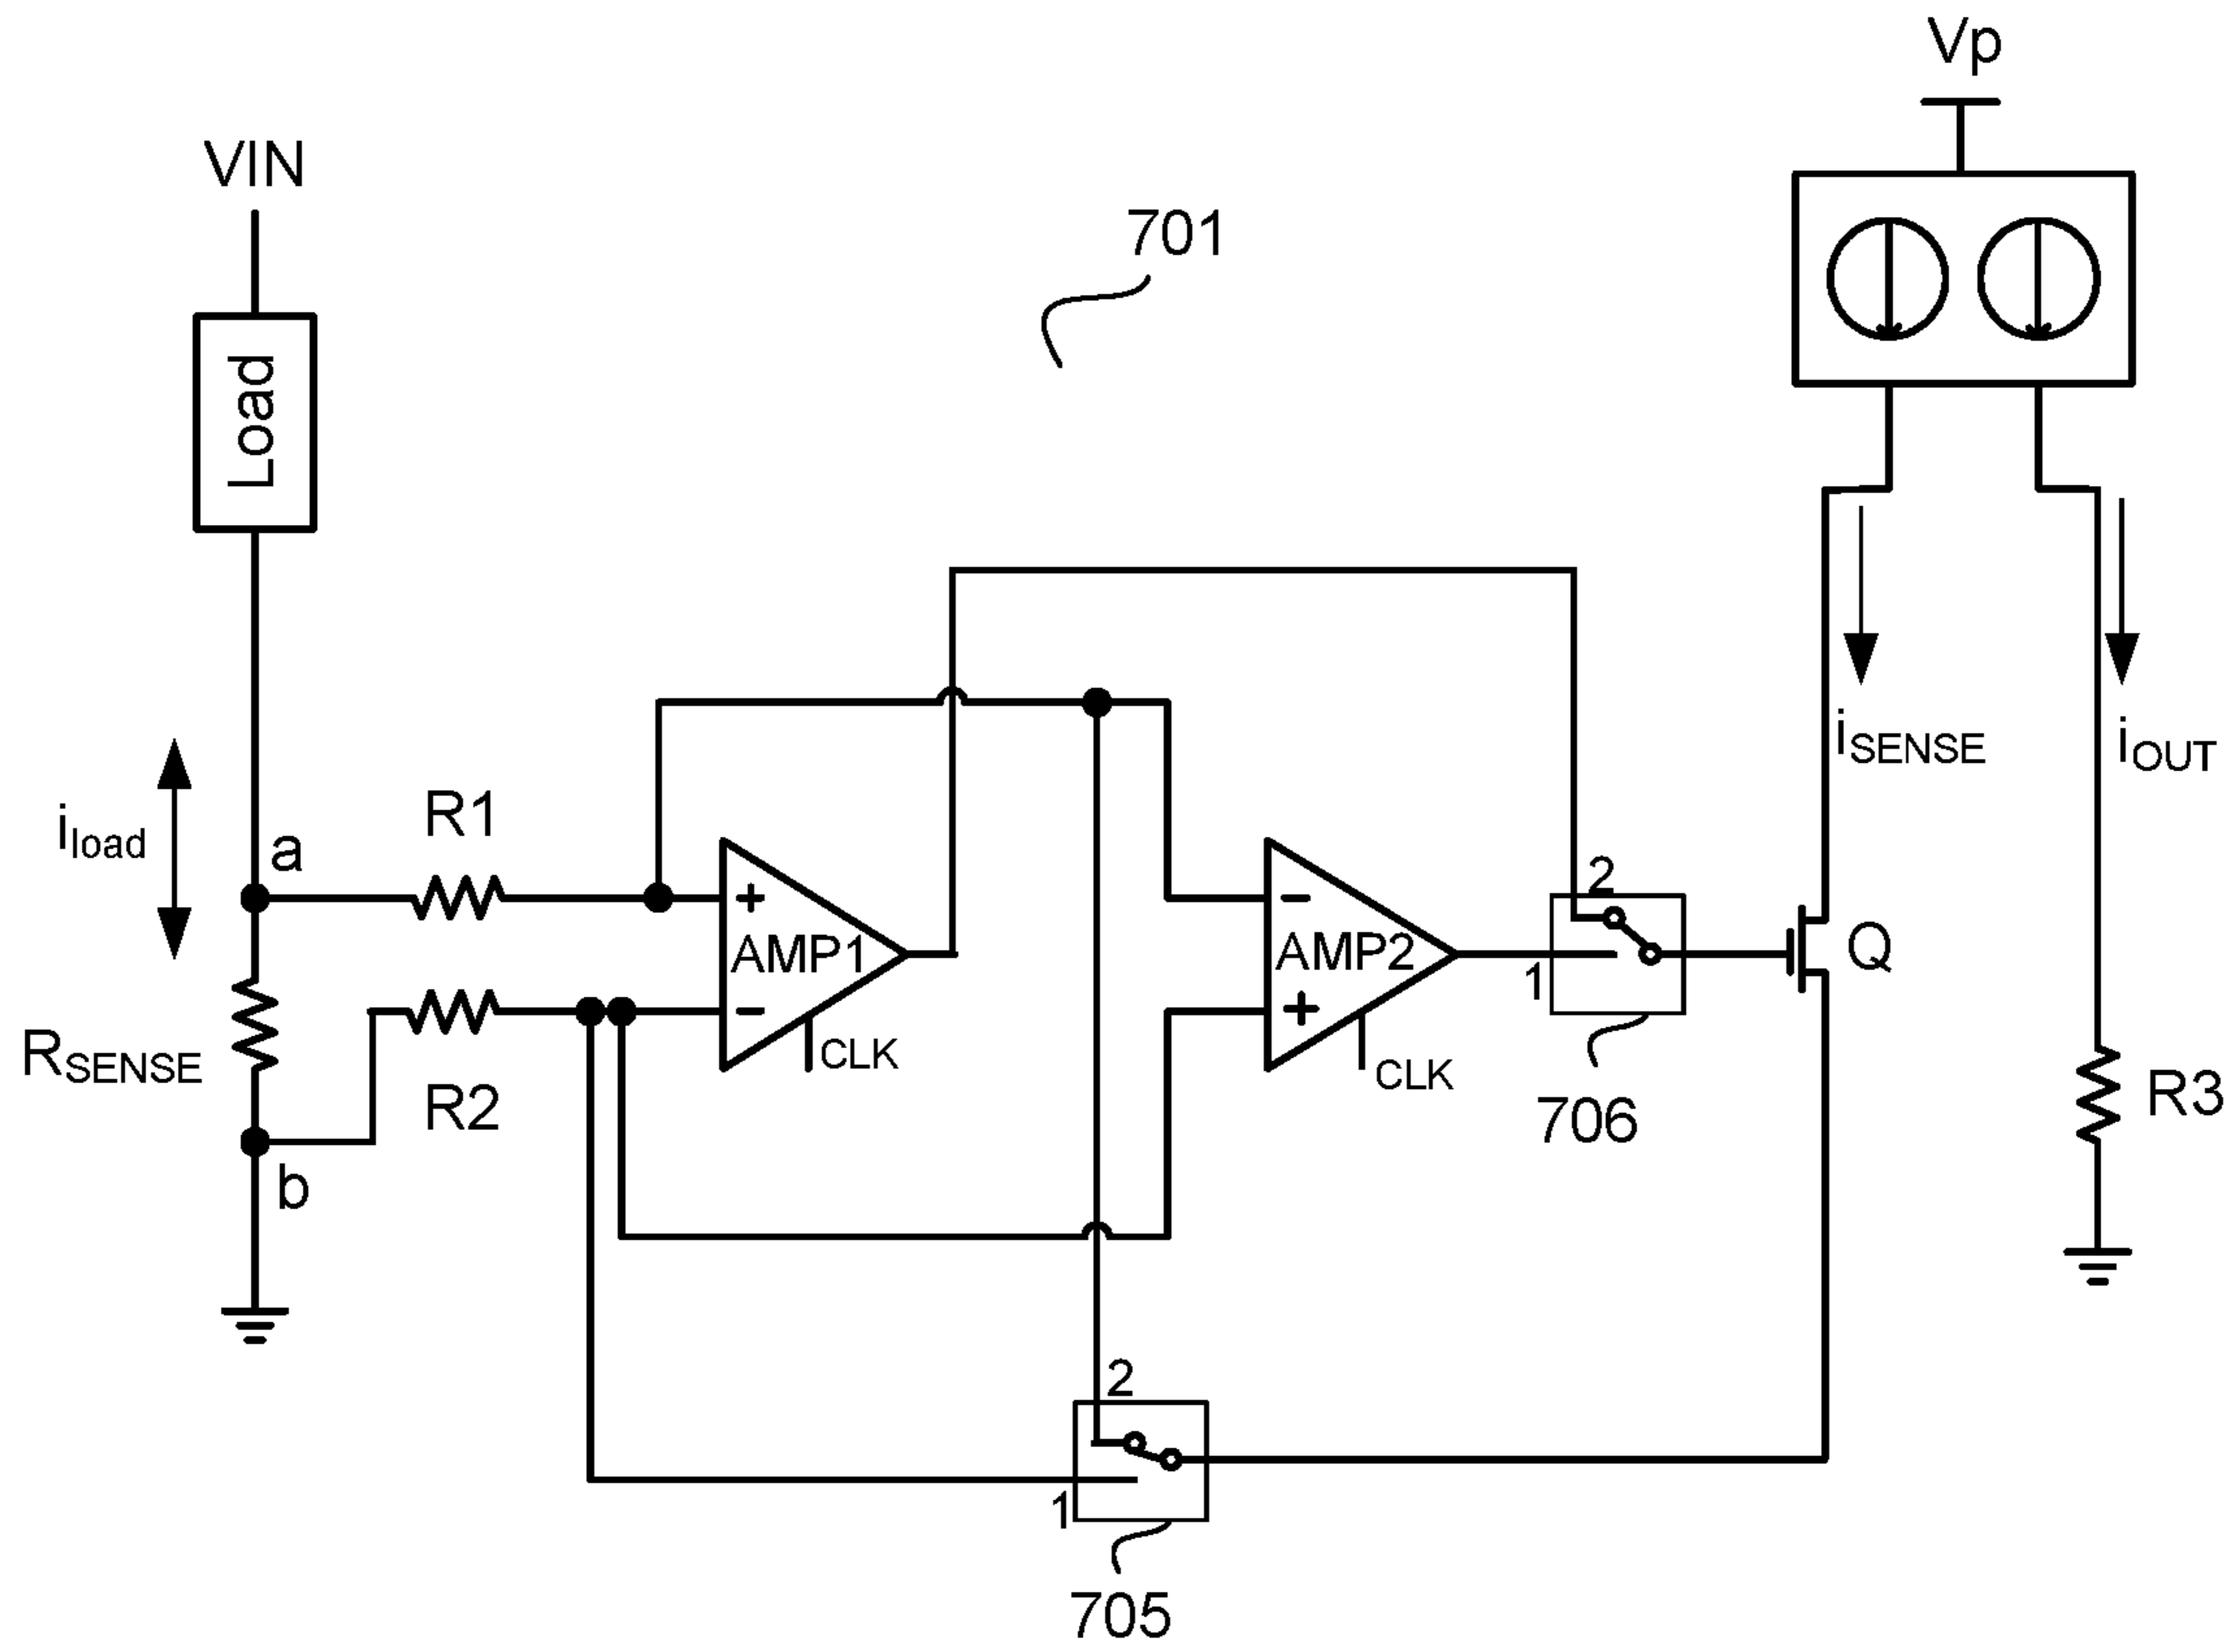 Vp
VIN
701
Load
iSENSE
iOUT
iload
a
R1
+
AMP1
-
CLK
-
AMP2
+
CLK
2
1
706
Q
RSENSE
R2
b
R3
2
1
705